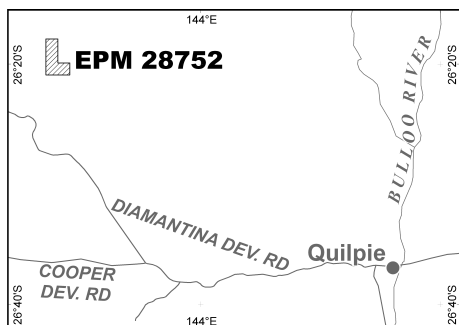 144°E
26°20'S
26°20'S
EPM 28752
BULLOO RIVER
DIAMANTINA DEV. RD
Quilpie
COOPER
DEV. RD
26°40'S
26°40'S
144°E